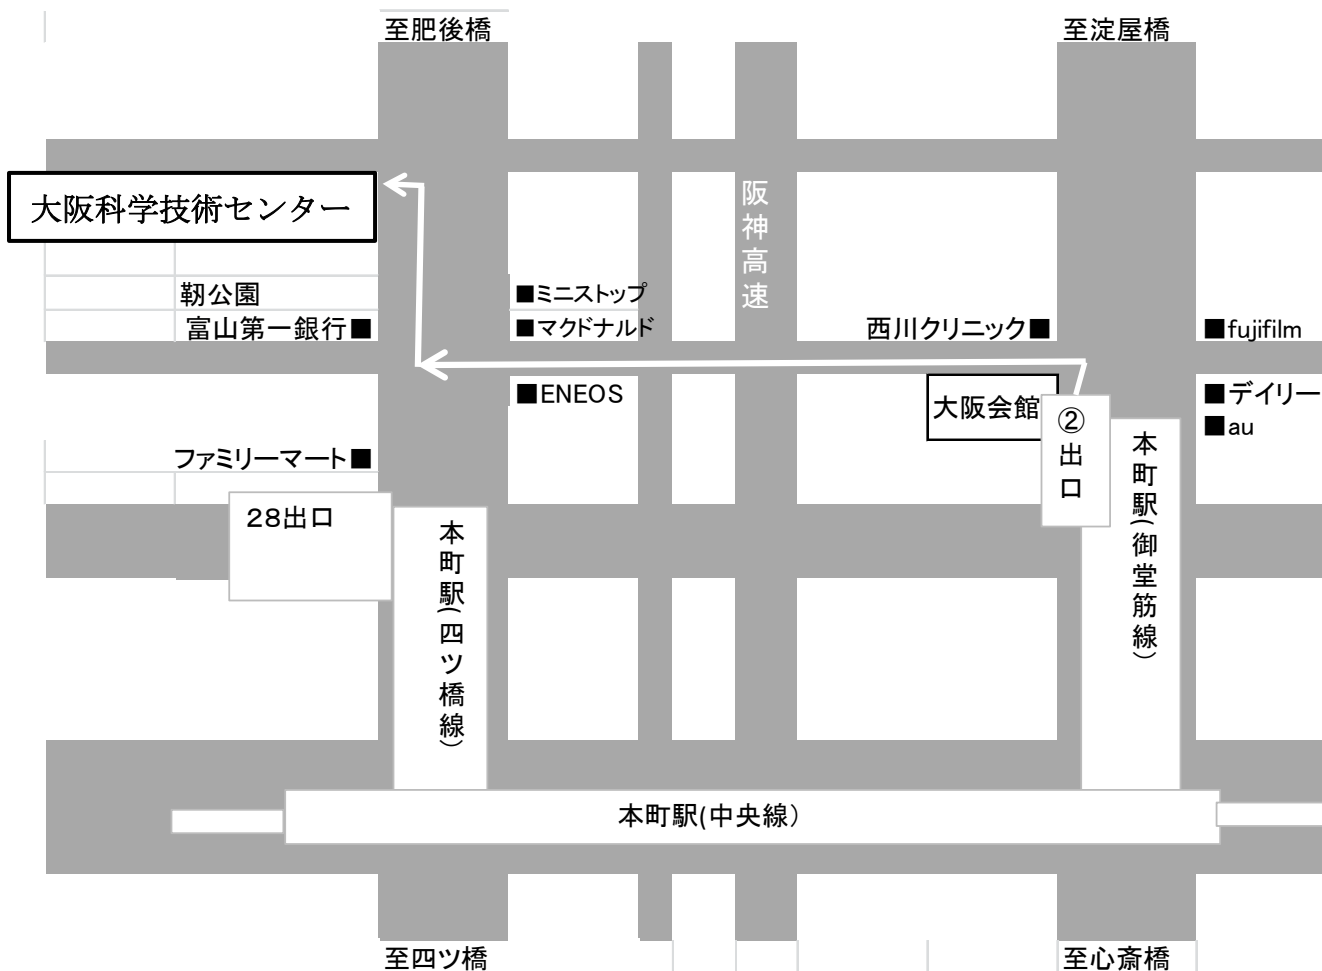 至肥後橋
至淀屋橋
大阪科学技術センター
阪神高速
靭公園
■ミニストップ
富山第一銀行■
■マクドナルド
西川クリニック■
■fujifilm
■ENEOS
大阪会館
②出口
■デイリー
■au
ファミリーマート■
28出口
本町駅(四ツ橋線)
本町駅(御堂筋線)
本町駅(中央線)
至四ツ橋
至心斎橋